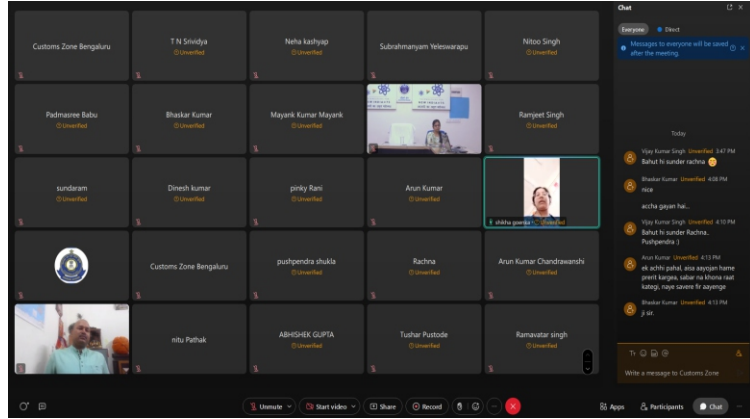 Chat
Customs Zone Bengaluru
T N Srividya
Unverified
Neha kashyap
Unverified
Subrahmanyam Yeleswarapu
Nitoo Singh
Unverified
Padmasree Babu
Unverified
Bhaskar Kumar
Unverified
Mayank Kumar Mayank
Ramjeet Singh
Unverified
sundaram
Unverified
Dinesh kumar
Unverified
pinky Rani
Unverified
Arun Kumar
Unverified
shikha
Unverified
Customs Zone Bengaluru
pushpendra shukla
Unverified
Rachna
Unverified
Arun Kumar Chandrawanshi
Unverified
nitu Pathak
ABHISHEK GUPTA
Unverified
Tushar Pustode
Unverified
Ramavatar singh
Unverified
Everyone
Direct
Messages to everyone will be saved
after the meeting.
Today
Vijay Kumar Singh Unverified 3:47 PM
Bahut hi sunder rachna
Bhaskar Kumar Unverified 4:08 PM
nice
accha gayan hai...
Vijay Kumar Singh Unverified 4:10 PM
Bahut hi sunder Rachna..
Pushpendra :)
Arun Kumar Unverified 4:13 PM
ek achhi pahal, aisa aayojan hame
prerit kargea, sabar na khona raat
kategi, naye savere fir aayenge
Bhaskar Kumar Unverified 4:13 PM
ji sir.
Write a message to Customs Zone
Unmute
Start video
Share
Record
Apps
Participants
Chat